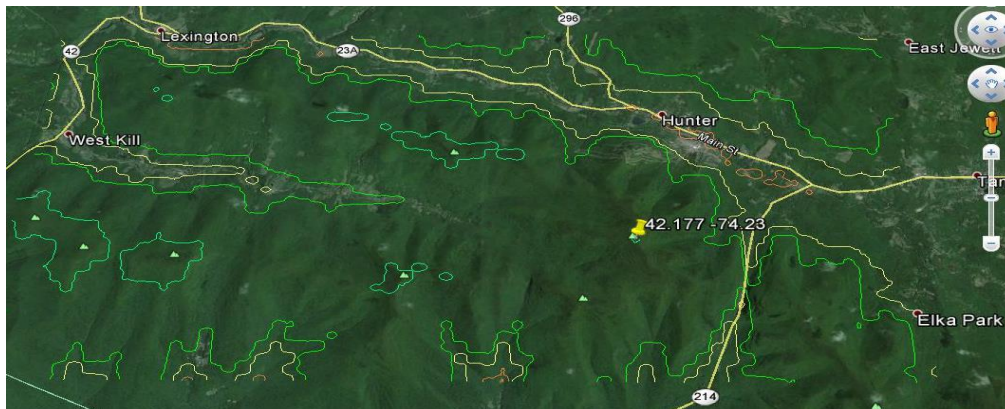 296
Lexington
42
23A
East Jewett
Hunter
West Kill
Main St
Tan
42.177 -74.23
Elka Park
214